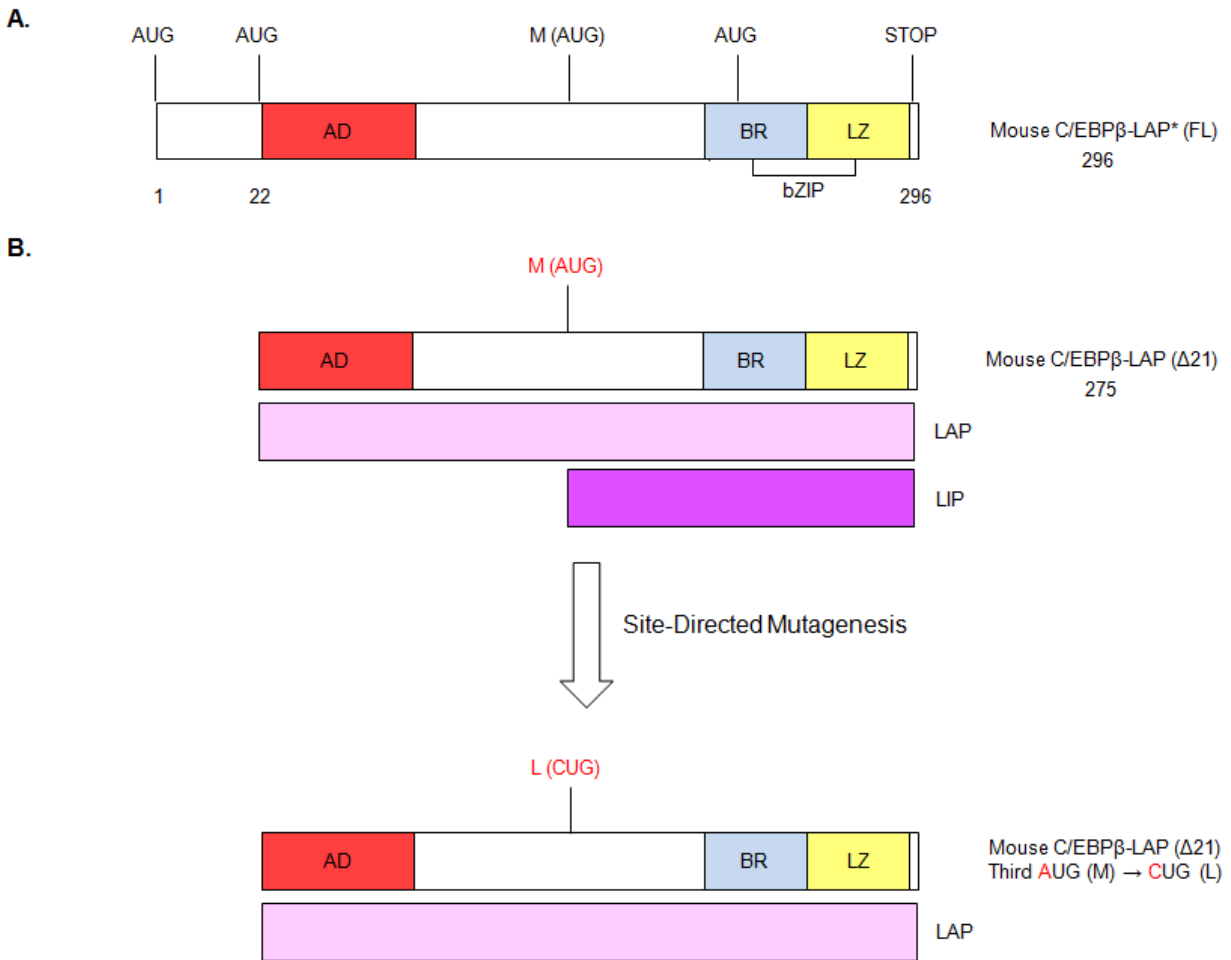 A.
AUG AUG M (AUG) AUG STOP
AD BR LZ Mouse C/EBPβ-LAP* (FL)
296
bZIP
1 22 296
B.
M (AUG)
AD BR LZ Mouse C/EBPβ-LAP (Δ21)
275
LAP
LIP
Site-Directed Mutagenesis
L (CUG)
AD BR LZ Mouse C/EBPβ-LAP (Δ21)
Third AUG (M) → CUG (L)
LAP